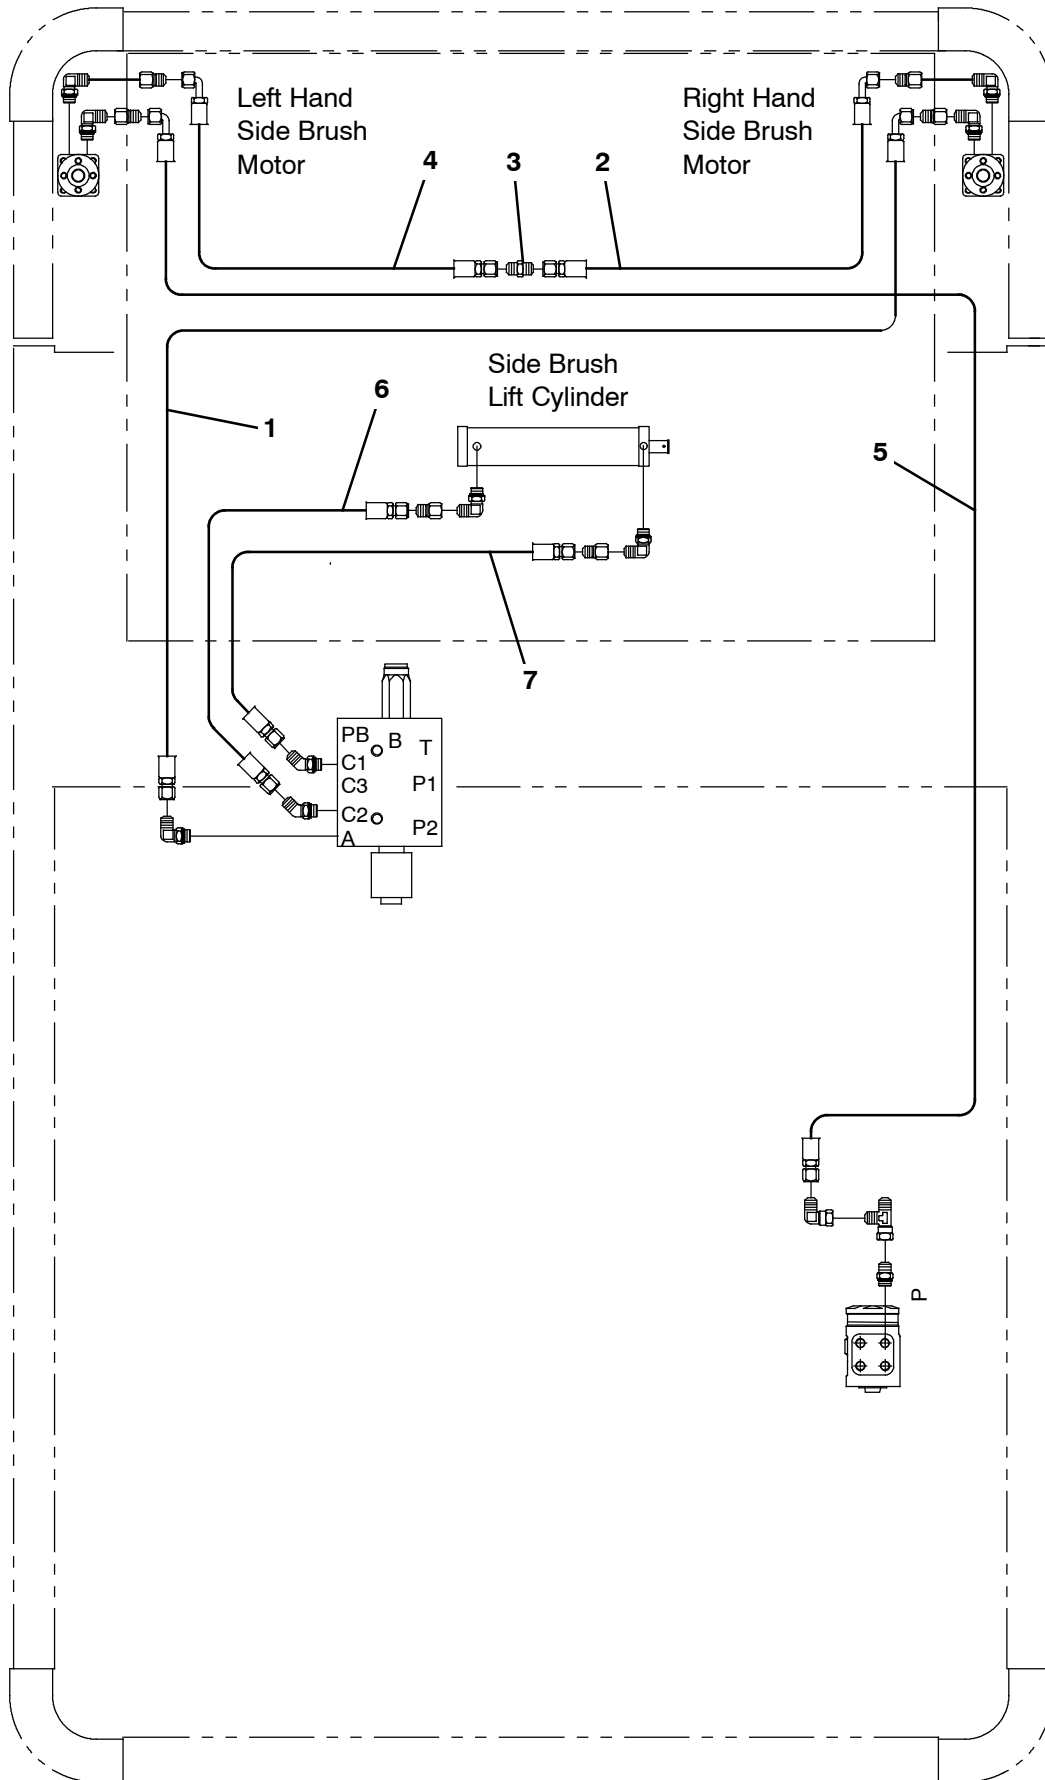 Left Hand
Side Brush
Motor
Right Hand
Side Brush
Motor
4
3
2
Side Brush
Lift Cylinder
6
1
5
7
PB
B
T
C1
C3
P1
C2
P2
A
P